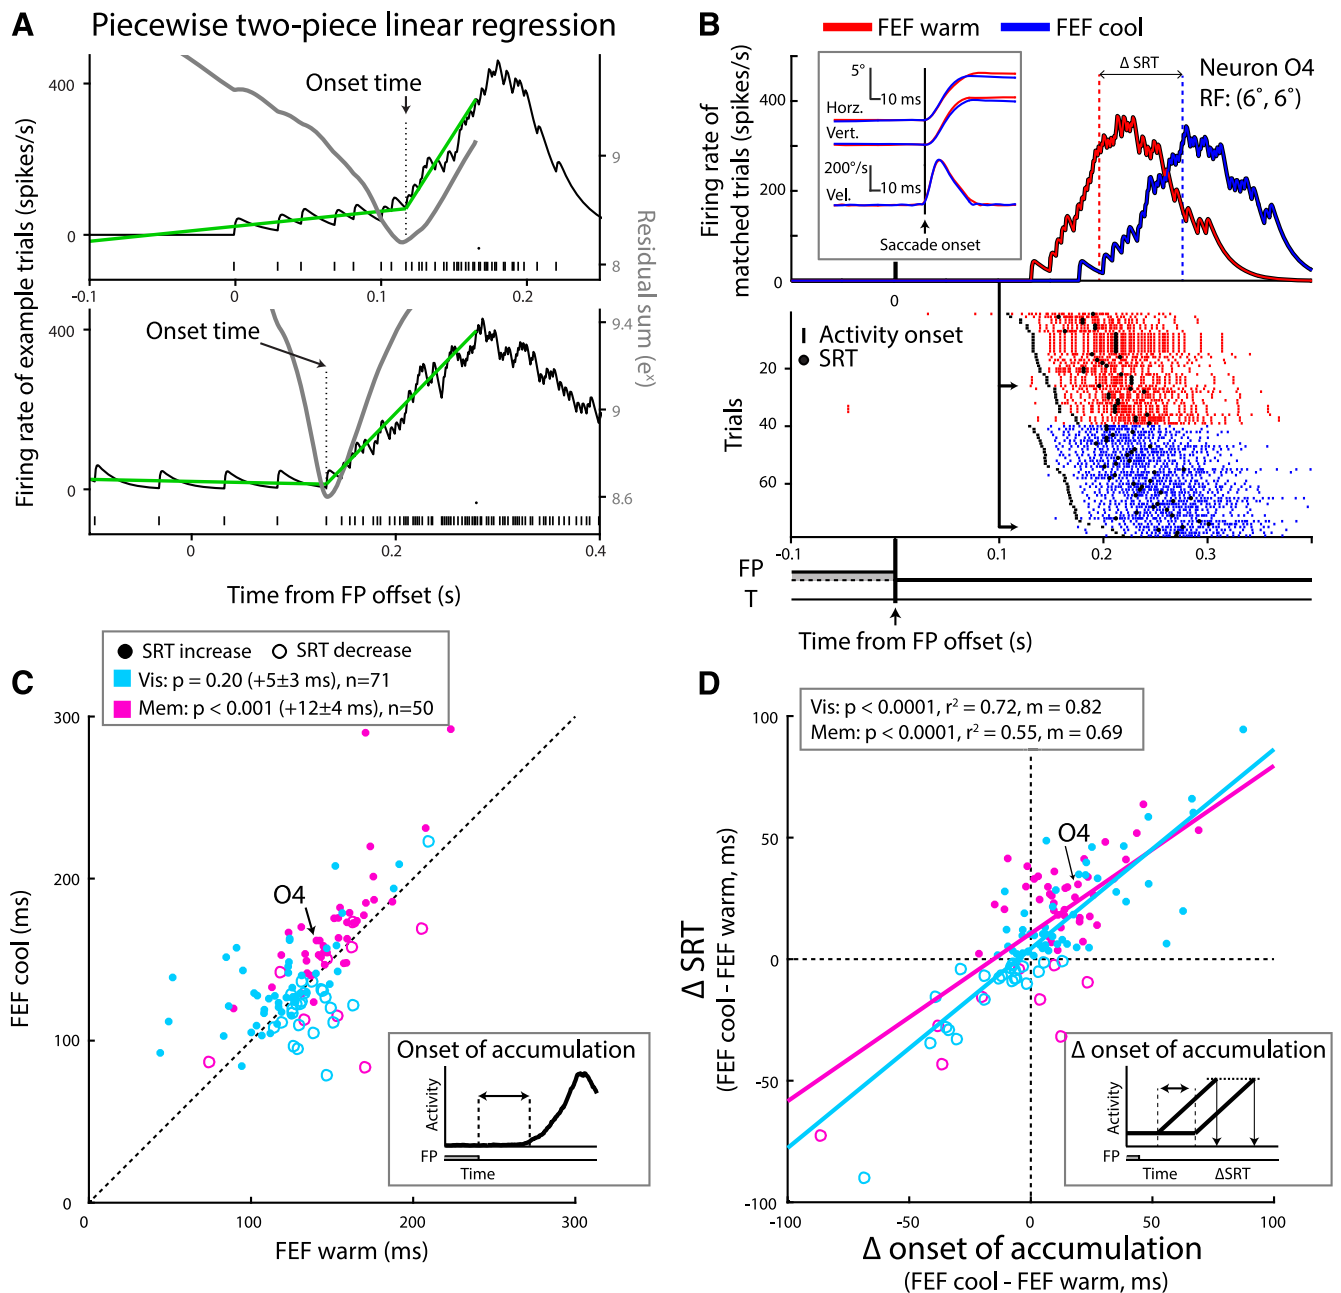 A Piecewise two-piece linear regression
Firing rate of example trials (spikes/s)
400
200
0
Onset time
9
8
-0.1 0 0.1 0.2
Residual sum (eˣ)
400
200
0
Onset time
9.4
9
8.6
0 0.2 0.4
Time from FP offset (s)
B FEF warm FEF cool
Firing rate of
matched trials (spikes/s)
400
200
0
5°
10 ms
Horz.
Vert.
200°/s
10 ms
Vel.
Saccade onset
Δ SRT
Neuron O4
RF: (6°, 6°)
0
Activity onset
SRT
Trials
20
40
60
-0.1 0.1 0.2 0.3
FP
T
Time from FP offset (s)
C
SRT increase SRT decrease
Vis: p = 0.20 (+5±3 ms), n=71
Mem: p < 0.001 (+12±4 ms), n=50
FEF cool (ms)
300
200
100
0
O4
Onset of accumulation
Activity
FP
Time
0 100 200 300
FEF warm (ms)
D
Vis: p < 0.0001, r² = 0.72, m = 0.82
Mem: p < 0.0001, r² = 0.55, m = 0.69
Δ SRT
(FEF cool - FEF warm, ms)
100
50
0
-50
-100
O4
Δ onset of accumulation
Activity
FP
Time ΔSRT
-100 -50 0 50 100
Δ onset of accumulation
(FEF cool - FEF warm, ms)